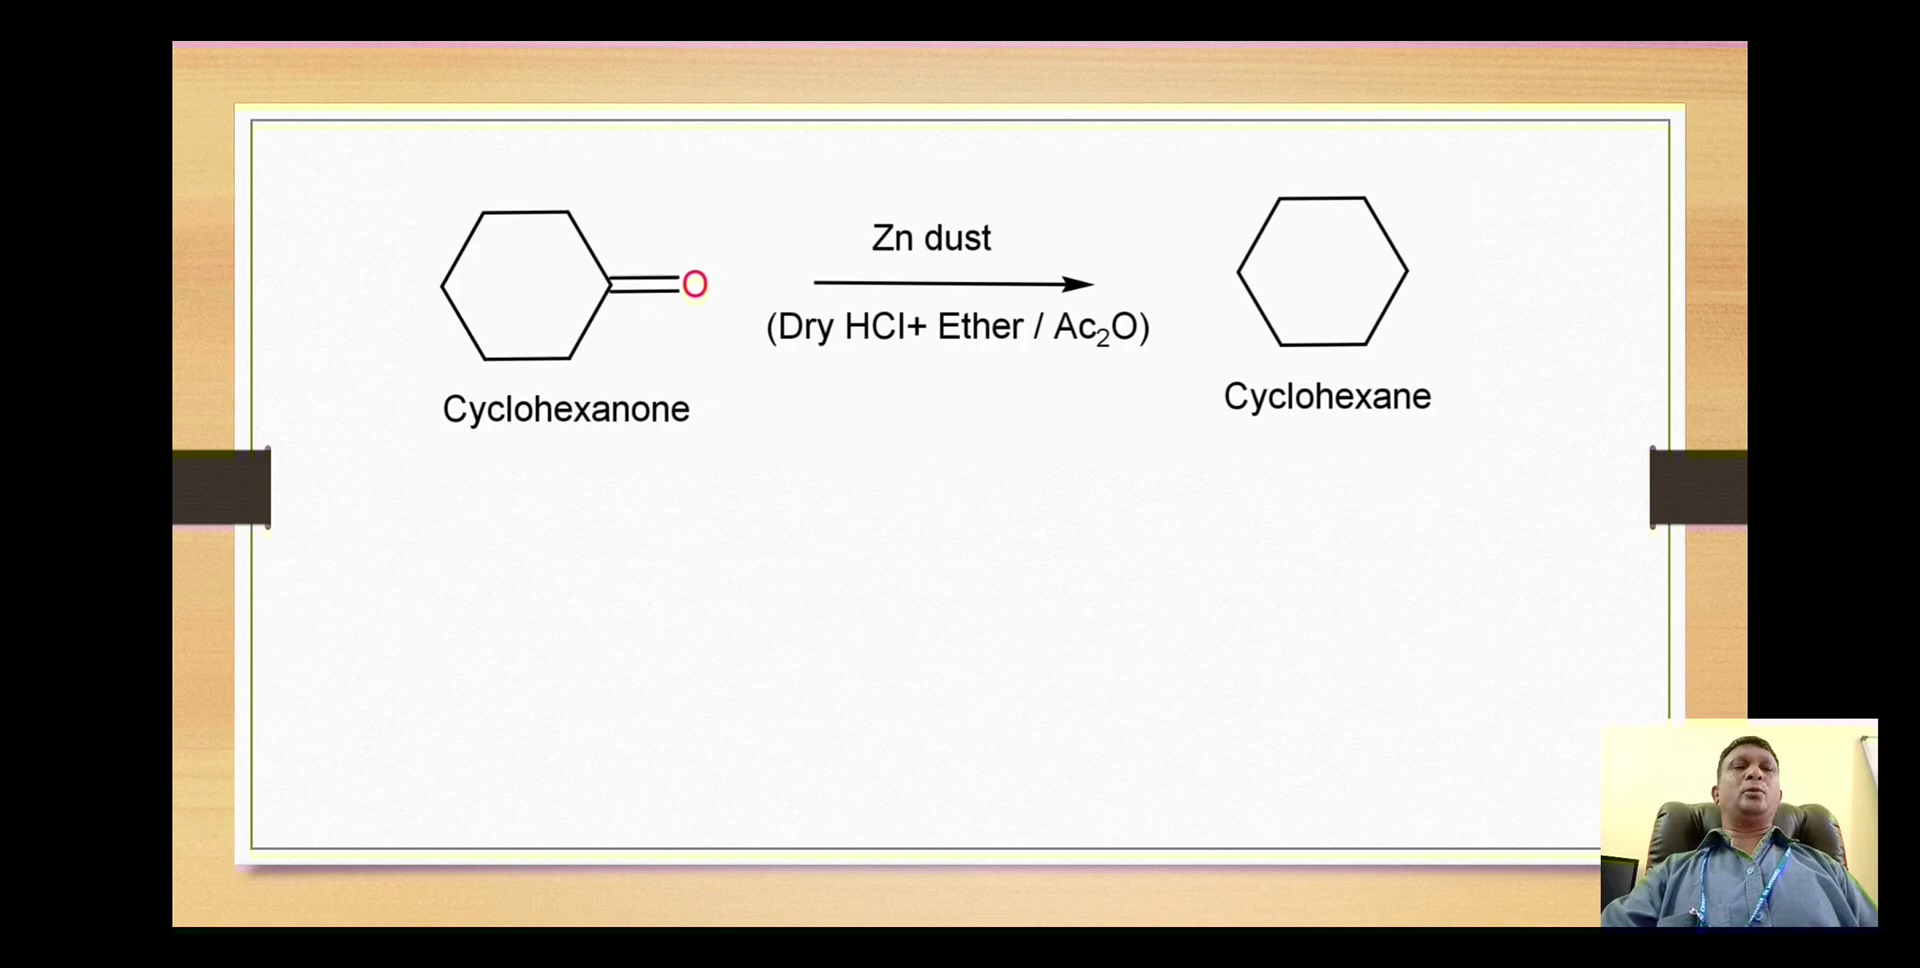 O
Zn dust
(Dry HCl+ Ether / Ac₂O)
Cyclohexanone
Cyclohexane